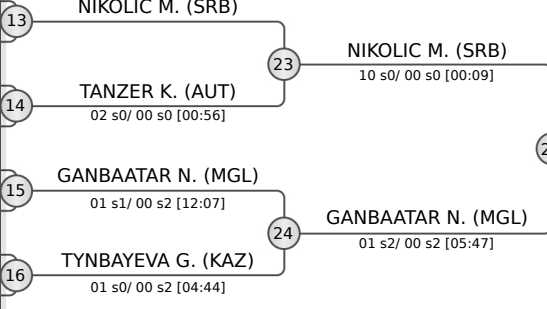 NIKOLIC M. (SRB)
13
23
NIKOLIC M. (SRB)
10 s0/ 00 s0 [00:09]
TANZER K. (AUT)
14
02 s0/ 00 s0 [00:56]
GANBAATAR N. (MGL)
15
01 s1/ 00 s2 [12:07]
24
GANBAATAR N. (MGL)
01 s2/ 00 s2 [05:47]
TYNBAYEVA G. (KAZ)
16
01 s0/ 00 s2 [04:44]